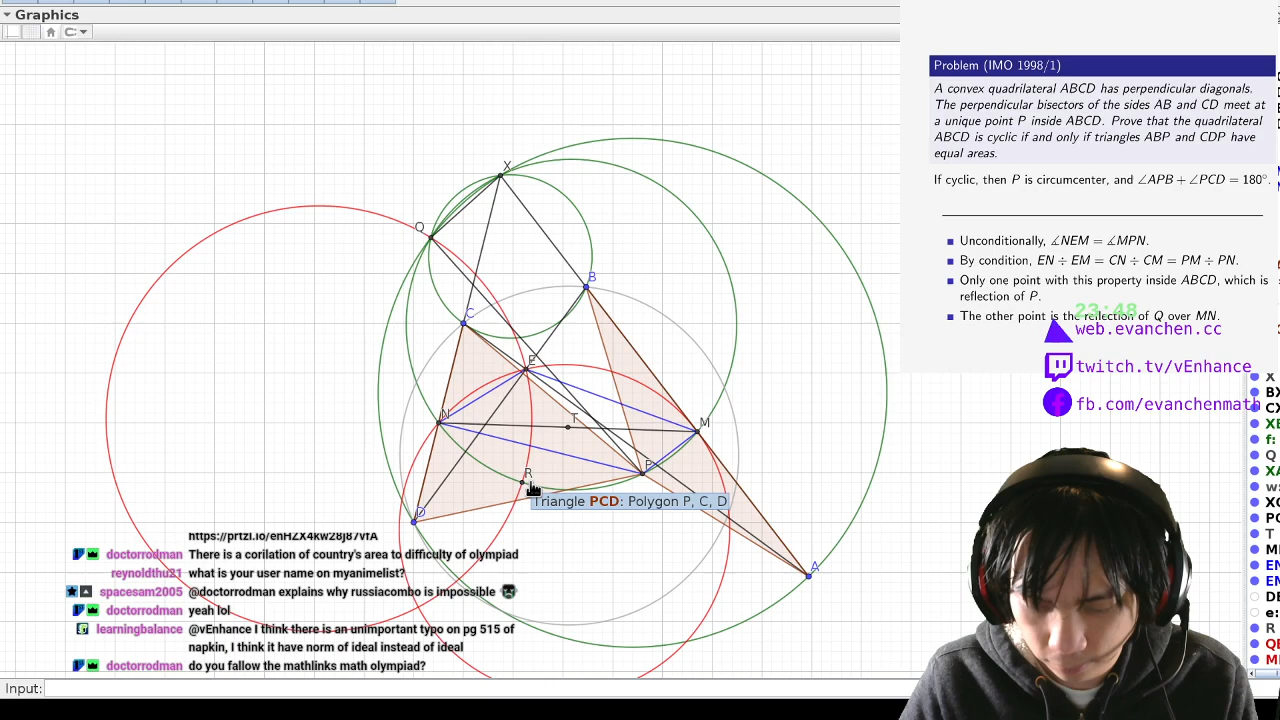 Graphics
Problem (IMO 1998/1)
A convex quadrilateral ABCD has perpendicular diagonals.
The perpendicular bisectors of the sides AB and CD meet at
a unique point P inside ABCD. Prove that the quadrilateral
ABCD is cyclic if and only if triangles ABP and CDP have
equal areas.
If cyclic, then P is circumcenter, and ∠APB + ∠PCD = 180°.
Unconditionally, ∡NEM = ∡MPN.
By condition, EN ÷ EM = CN ÷ CM = PM ÷ PN.
Only one point with this property inside ABCD, which is
reflection of P.
The other point is the reflection of Q over MN.
23:48
web.evanchen.cc
twitch.tv/vEnhance
fb.com/evanchenmath
X
Q
B
C
E
N
T
M
P
R
D
A
Triangle PCD: Polygon P, C, D
https://prtzl.io/enHZX4kw28j87vfA
doctorrodman There is a corilation of country's area to difficulty of olympiad
reynoldthu21 what is your user name on myanimelist?
spacesam2005 @doctorrodman explains why russiacombo is impossible
doctorrodman yeah lol
learningbalance @vEnhance I think there is an unimportant typo on pg 515 of
napkin, I think it have norm of ideal instead of ideal
doctorrodman do you fallow the mathlinks math olympiad?
X
f:
Q
T
R
Input: